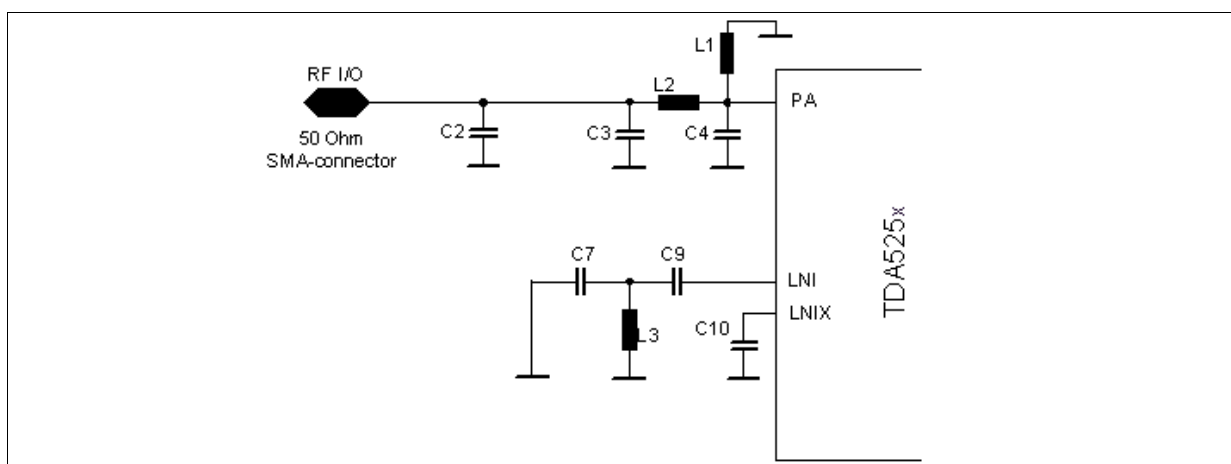 L1
RF I/O
L2
PA
C2
C3
C4
50 Ohm
SMA-connector
C7
C9
LNI
LNIX
C10
L3
TDA525x